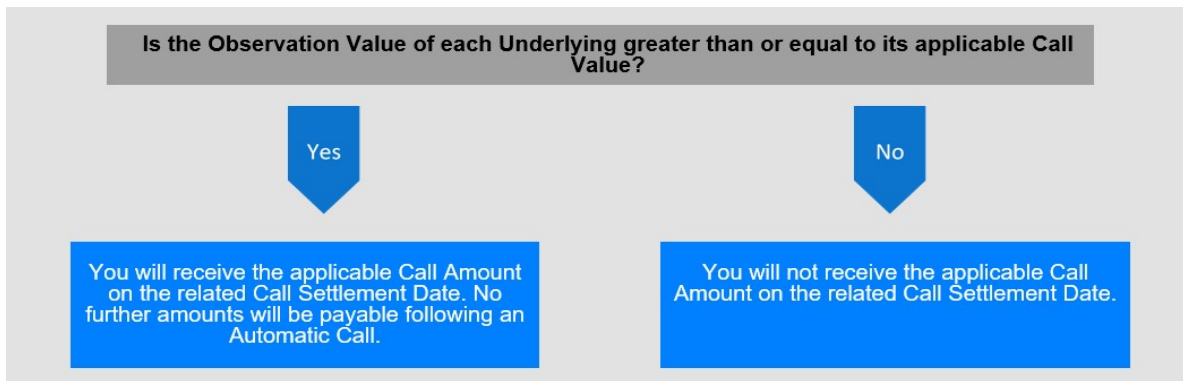 Is the Observation Value of each Underlying greater than or equal to its applicable Call
Value?
Yes
No
You will receive the applicable Call Amount
on the related Call Settlement Date. No
further amounts will be payable following an
Automatic Call.
You will not receive the applicable Call
Amount on the related Call Settlement Date.